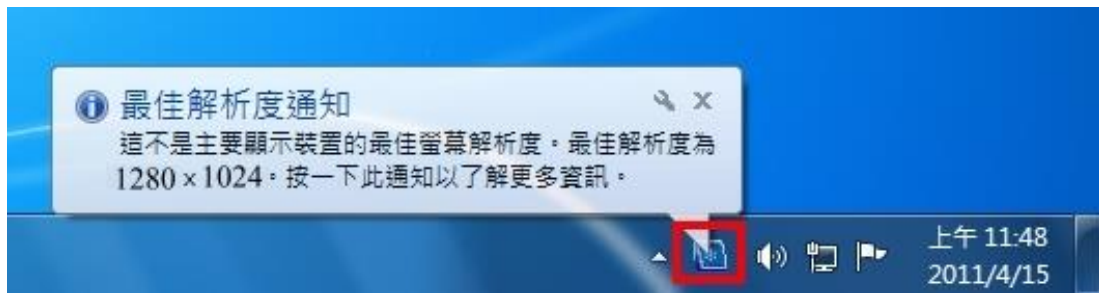 最佳解析度通知
這不是主要顯示裝置的最佳螢幕解析度。最佳解析度為
1280×1024。按一下此通知以了解更多資訊。
上午 11:48
2011/4/15